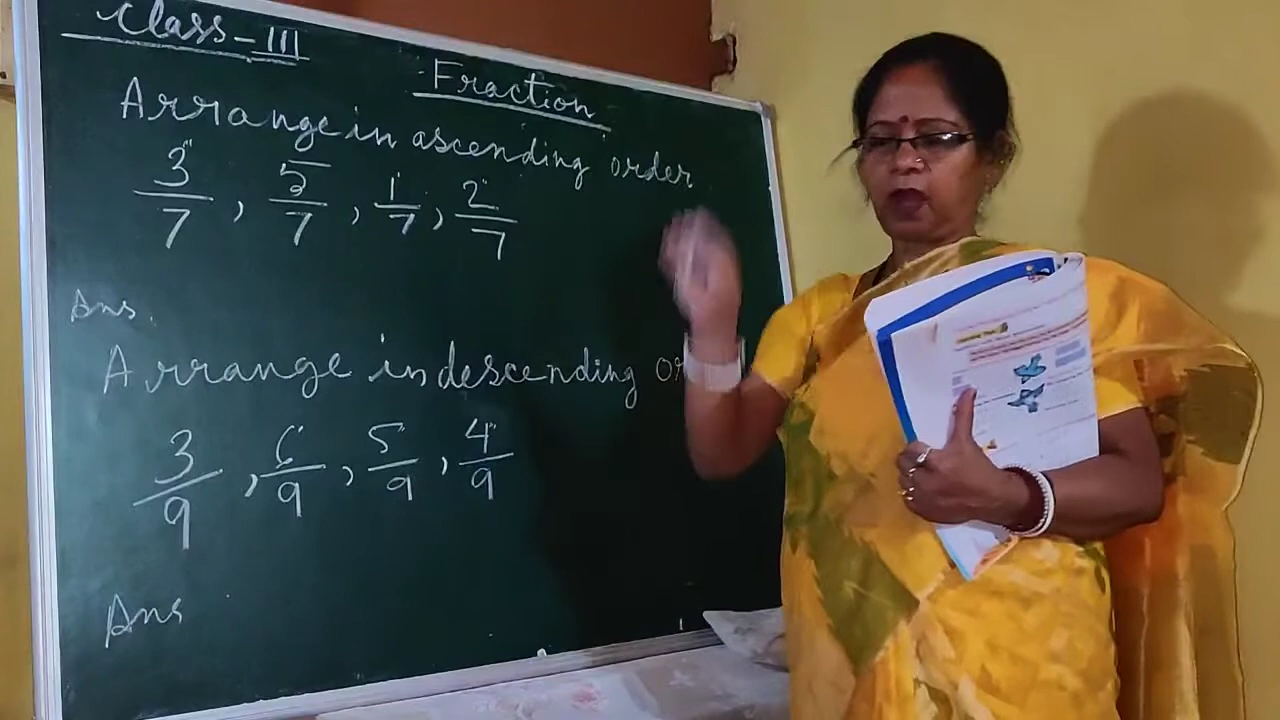 Class - III
Fraction
Arrange in ascending order
3/7, 5/7, 1/7, 2/7
Ans.
Arrange in descending or
3/9, 6/9, 5/9, 4/9
Ans